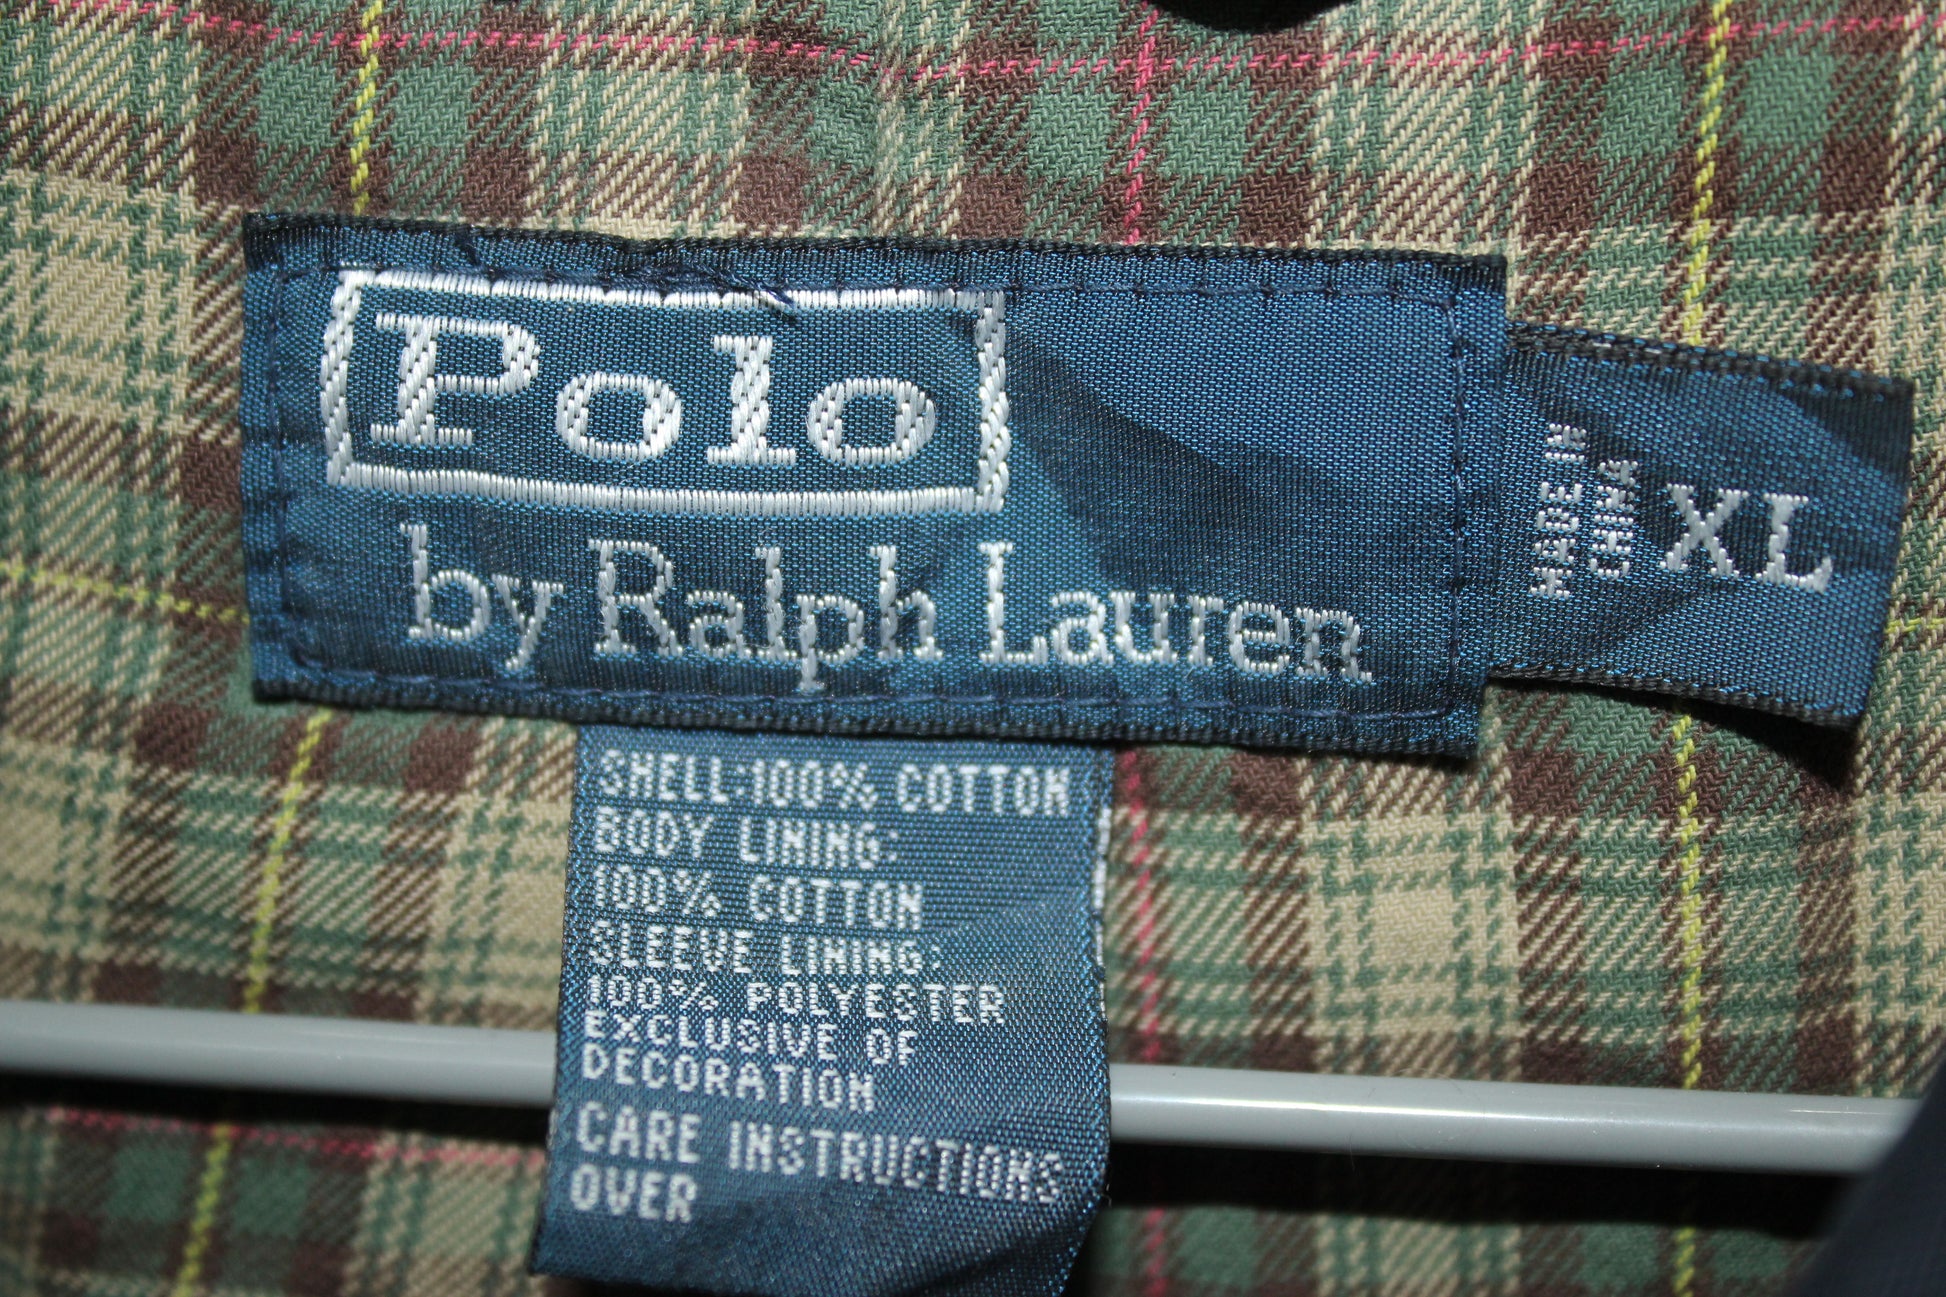 Polo
by Ralph Lauren
MADE IN
CHINA
XL
SHELL-100% COTTON
BODY LINING:
100% COTTON
SLEEVE LINING:
100% POLYESTER
EXCLUSIVE OF
DECORATION
CARE INSTRUCTIONS
OVER